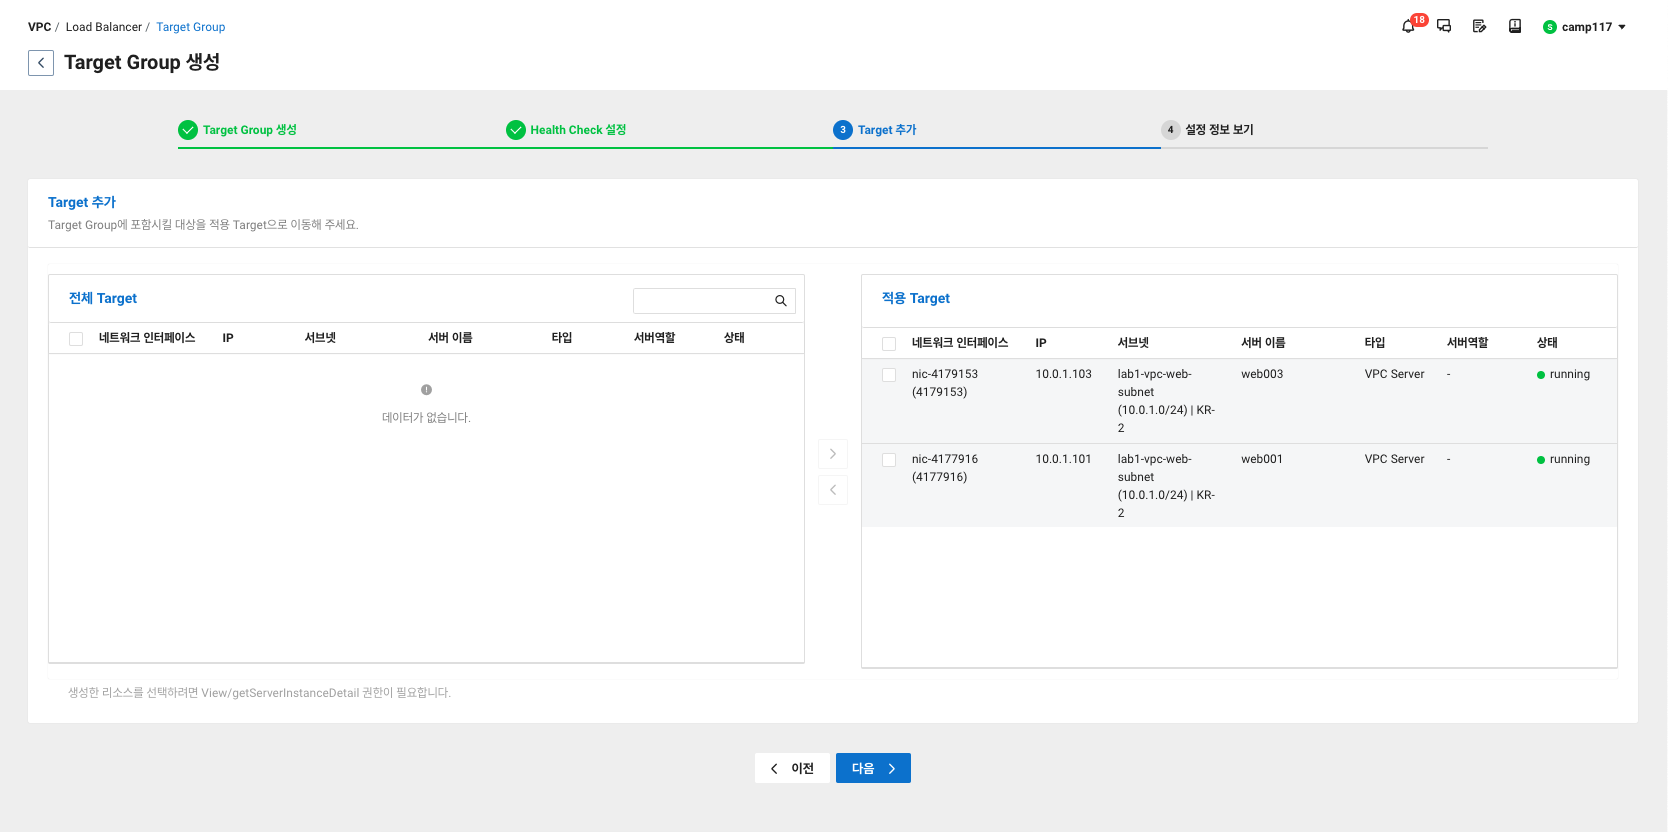 VPC / Load Balancer / Target Group
18
S camp117
Target Group 생성
Target Group 생성
Health Check 설정
3 Target 추가
4 설정 정보 보기
Target 추가
Target Group에 포함시킬 대상을 적용 Target으로 이동해 주세요.
전체 Target
네트워크 인터페이스 IP 서브넷 서버 이름 타입 서버역할 상태
데이터가 없습니다.
적용 Target
네트워크 인터페이스 IP 서브넷 서버 이름 타입 서버역할 상태
nic-4179153 10.0.1.103 lab1-vpc-web- web003 VPC Server - running
(4179153) subnet
(10.0.1.0/24) | KR-
2
nic-4177916 10.0.1.101 lab1-vpc-web- web001 VPC Server - running
(4177916) subnet
(10.0.1.0/24) | KR-
2
생성한 리소스를 선택하려면 View/getServerInstanceDetail 권한이 필요합니다.
이전
다음